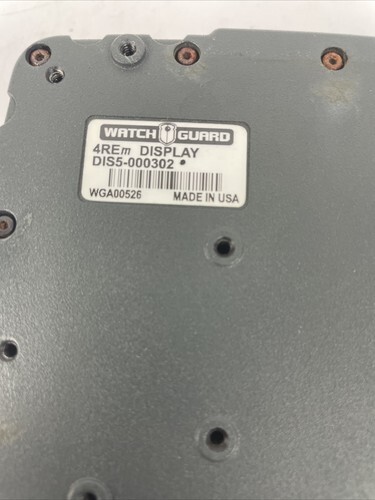 WATCH GUARD
4REm DISPLAY
DIS5-000302
WGA00526 MADE IN USA